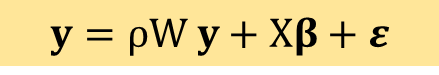 y = ρW y + Xβ + ε